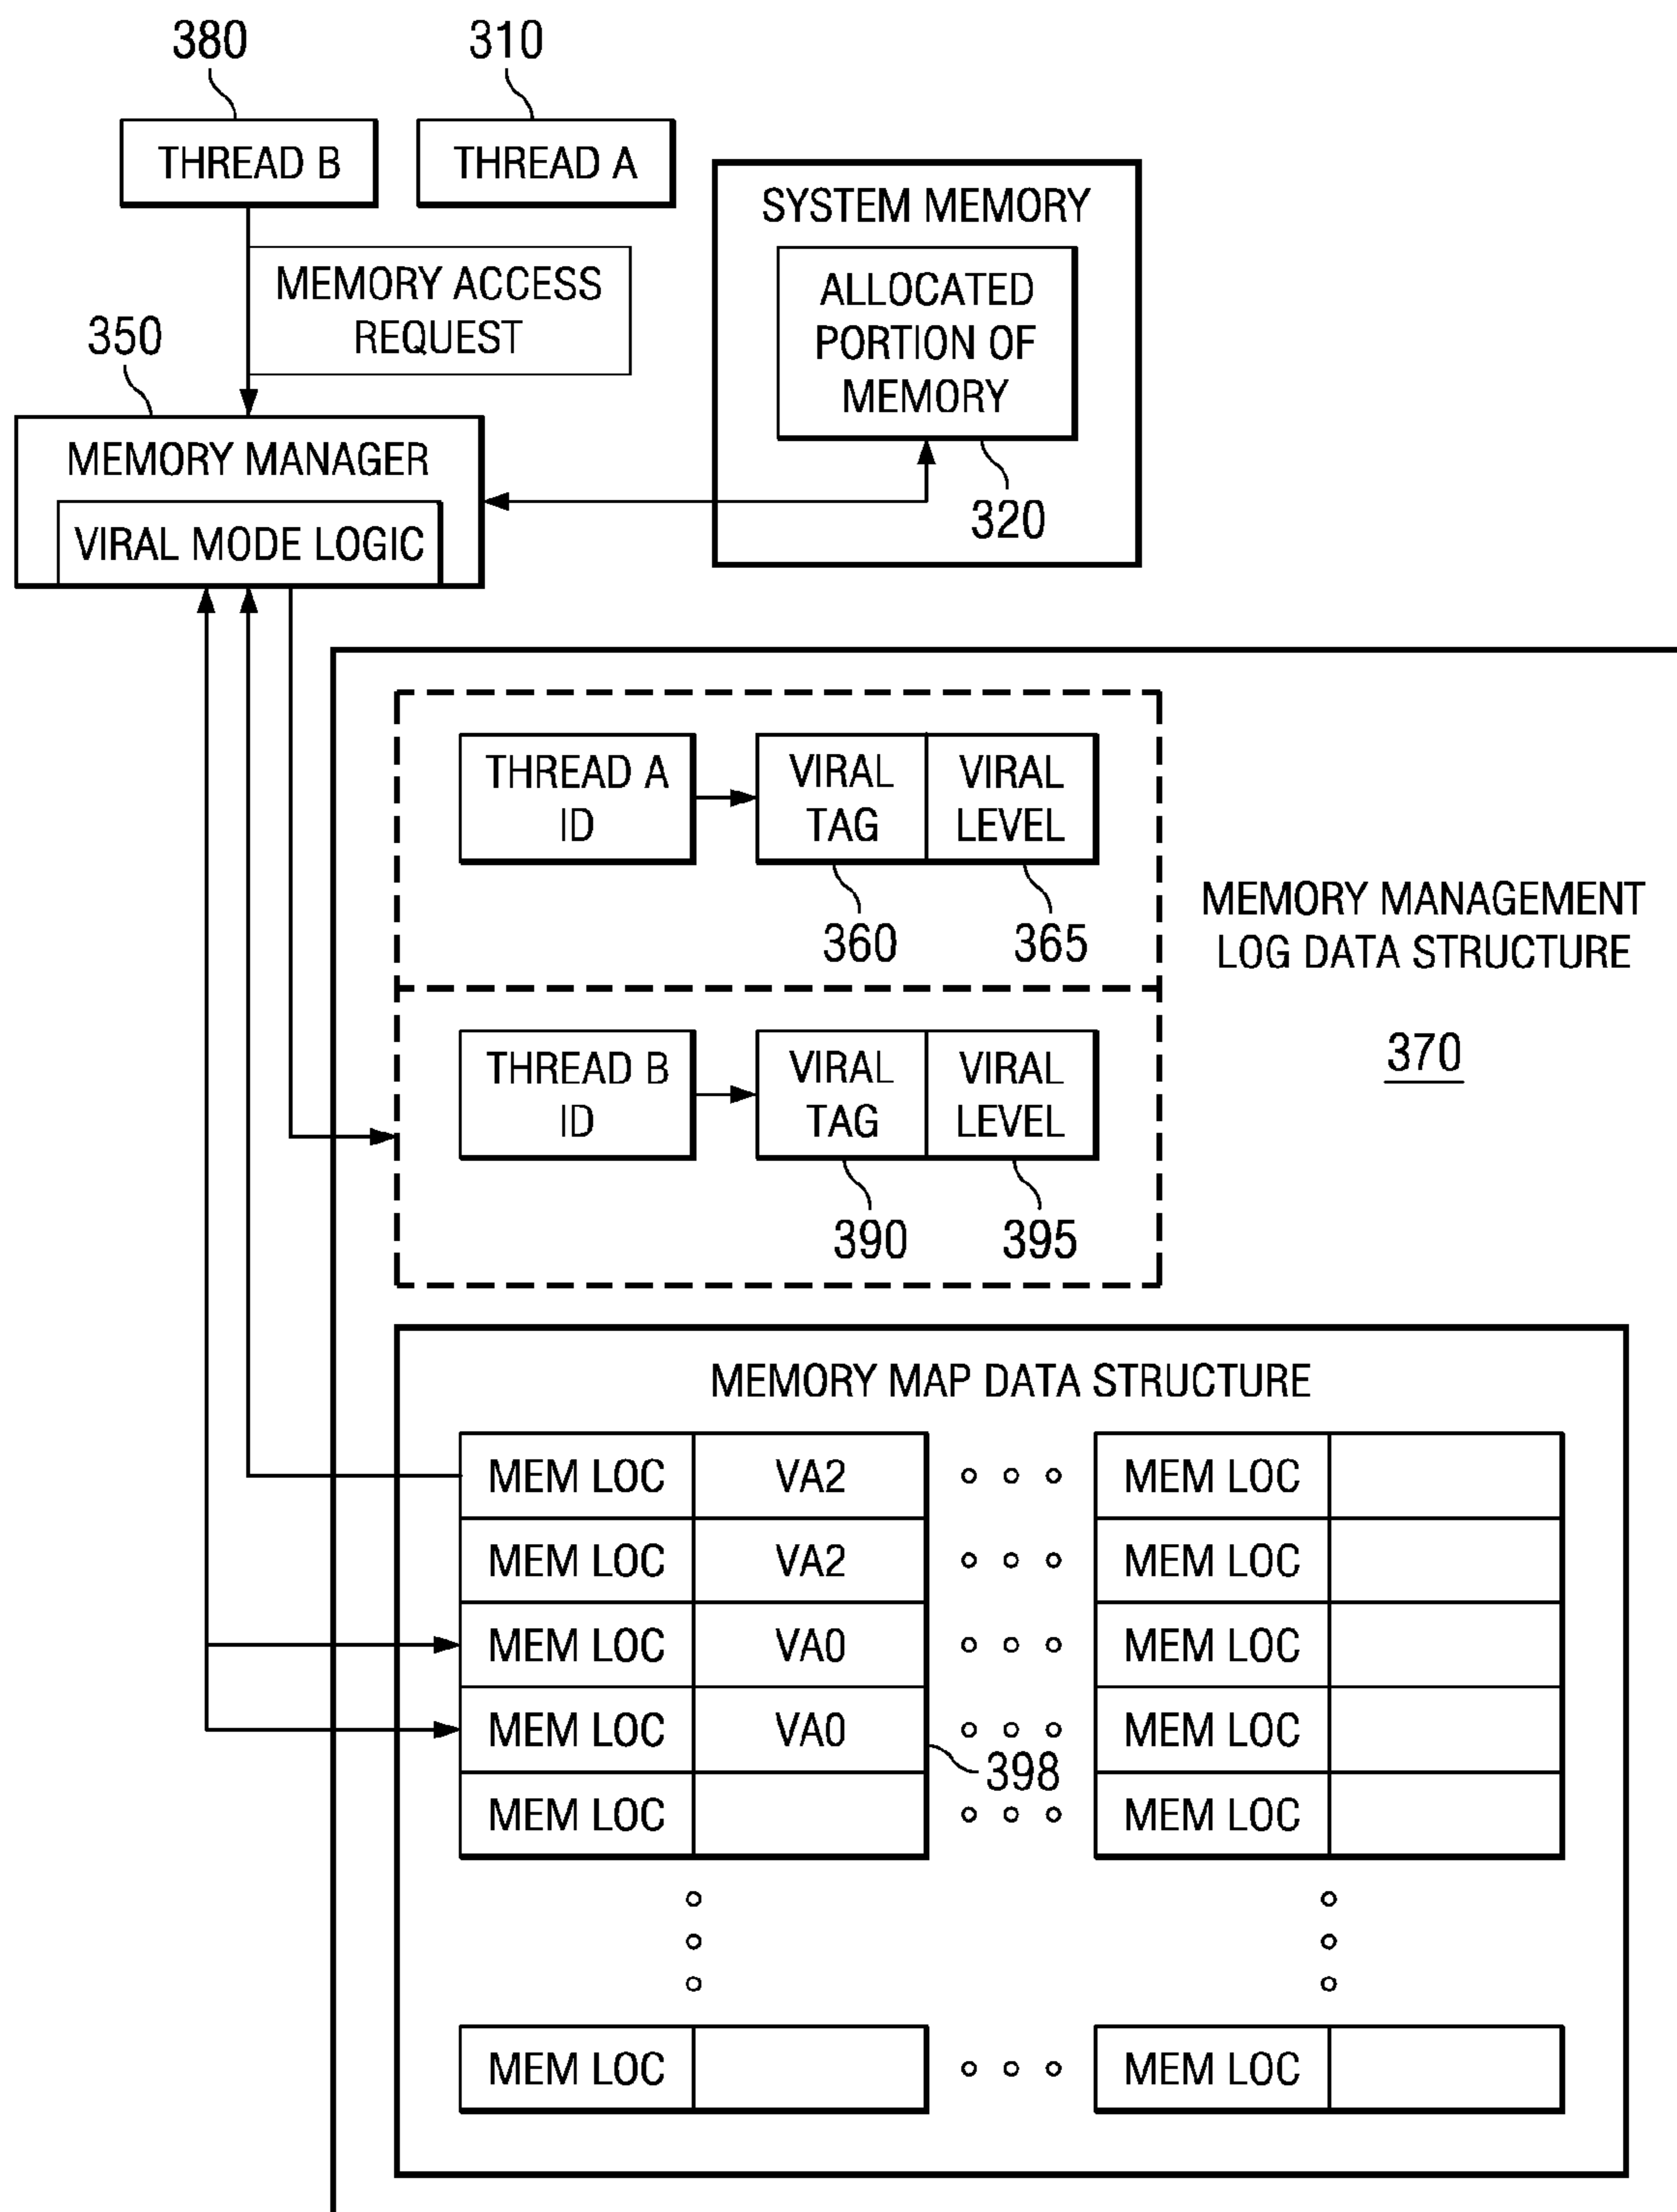 380
310
THREAD B
THREAD A
SYSTEM MEMORY
ALLOCATED
PORTION OF
MEMORY
320
MEMORY ACCESS
REQUEST
350
MEMORY MANAGER
VIRAL MODE LOGIC
THREAD A
ID
VIRAL
TAG
VIRAL
LEVEL
360
365
MEMORY MANAGEMENT
LOG DATA STRUCTURE
370
THREAD B
ID
VIRAL
TAG
VIRAL
LEVEL
390
395
MEMORY MAP DATA STRUCTURE
MEM LOC VA2 MEM LOC
MEM LOC VA2 MEM LOC
MEM LOC VA0 MEM LOC
MEM LOC VA0 MEM LOC
398
MEM LOC MEM LOC
MEM LOC MEM LOC